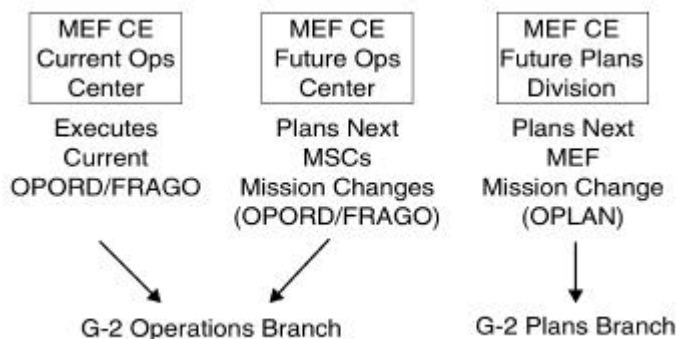 MEF CE
Current Ops
Center
Executes
Current
OPORD/FRAGO
MEF CE
Future Ops
Center
Plans Next
MSCs
Mission Changes
(OPORD/FRAGO)
MEF CE
Future Plans
Division
Plans Next
MEF
Mission Change
(OPLAN)
G-2 Operations Branch
G-2 Plans Branch